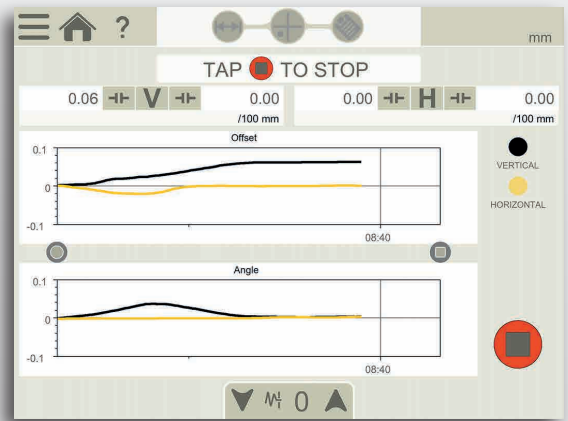 ?
mm
TAP TO STOP
0.06 V 0.00 0.00 H 0.00
/100 mm /100 mm
Offset
0.1
0
-0.1
08:40
VERTICAL
HORIZONTAL
Angle
0.1
0
-0.1
08:40
0